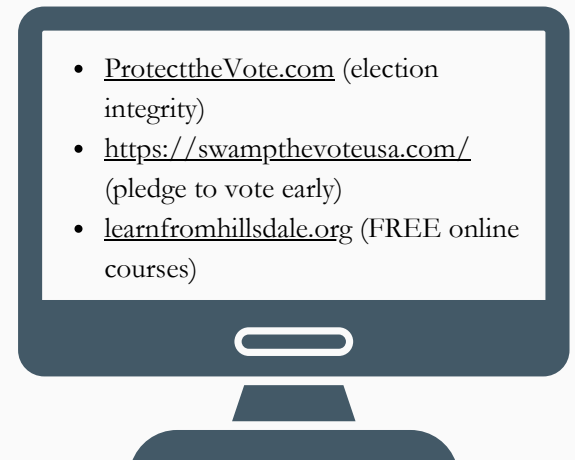 • ProtecttheVote.com (election
integrity)
• https://swampthevoteusa.com/
(pledge to vote early)
• learnfromhillsdale.org (FREE online
courses)